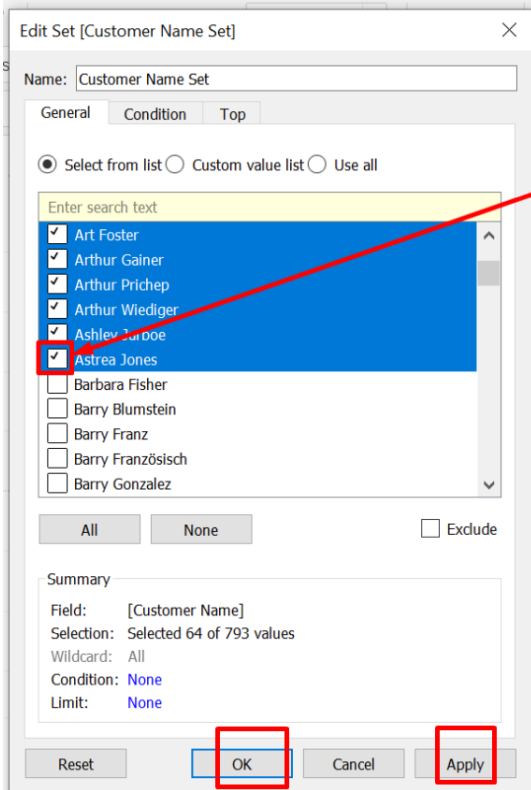 Edit Set [Customer Name Set]
Name: Customer Name Set
General Condition Top
Select from list Custom value list Use all
Enter search text
Art Foster
Arthur Gainer
Arthur Prichep
Arthur Wiediger
Ashley Jurboe
Astrea Jones
Barbara Fisher
Barry Blumstein
Barry Franz
Barry Französisch
Barry Gonzalez
All None Exclude
Summary
Field: [Customer Name]
Selection: Selected 64 of 793 values
Wildcard: All
Condition: None
Limit: None
Reset OK Cancel Apply